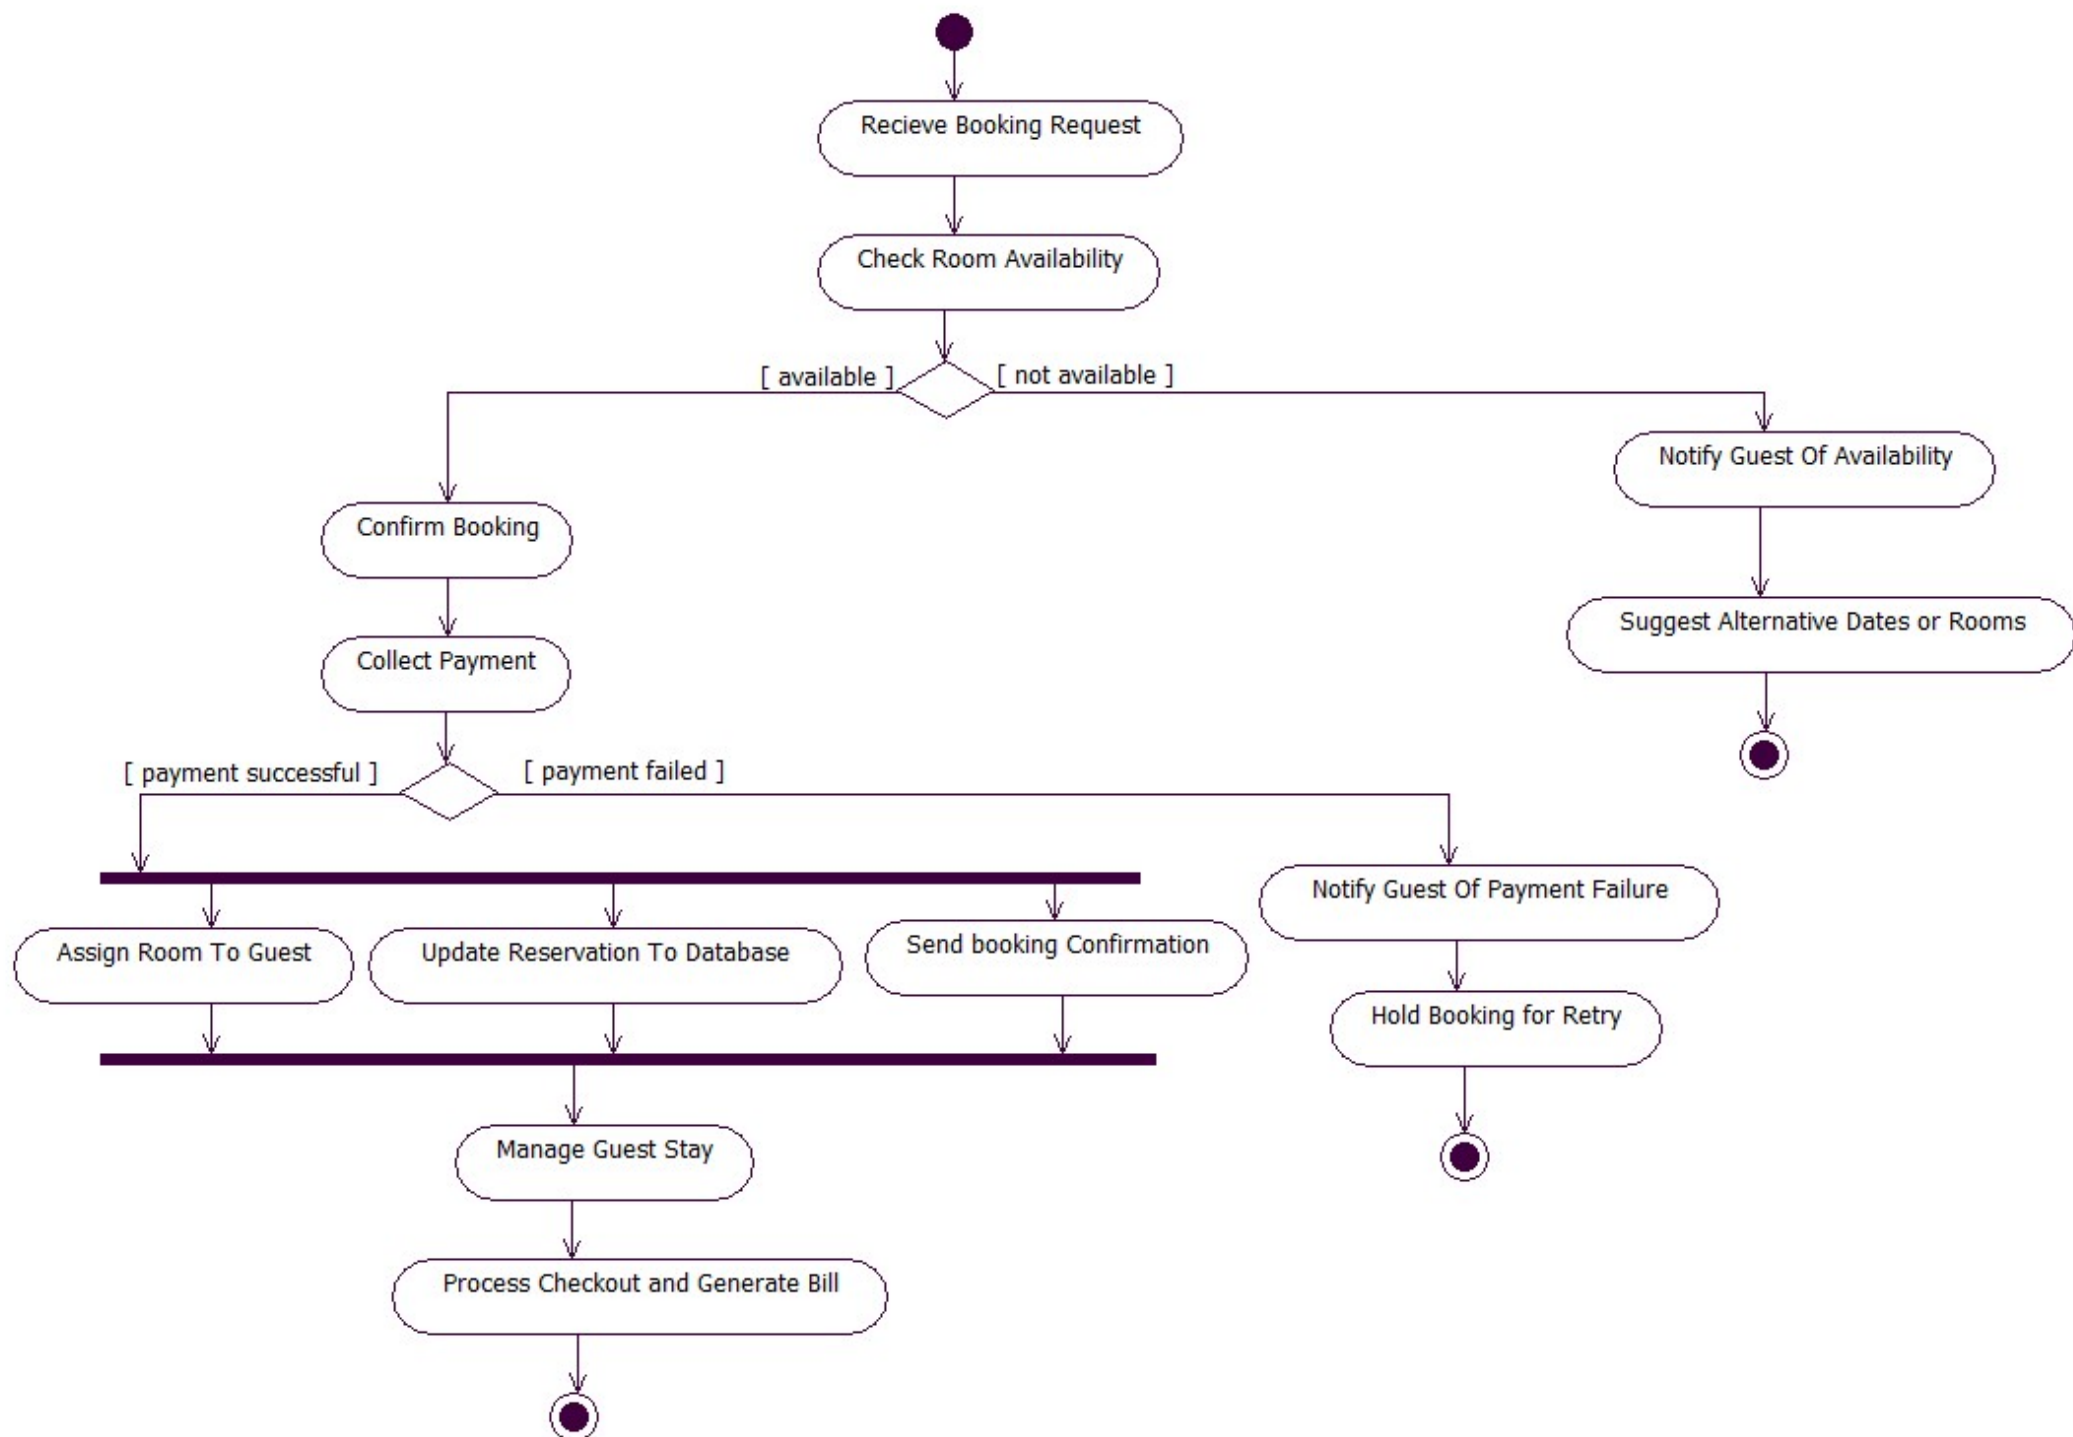 Recieve Booking Request
Check Room Availability
[ available ]
[ not available ]
Notify Guest Of Availability
Confirm Booking
Suggest Alternative Dates or Rooms
Collect Payment
[ payment successful ]
[ payment failed ]
Notify Guest Of Payment Failure
Assign Room To Guest
Update Reservation To Database
Send booking Confirmation
Hold Booking for Retry
Manage Guest Stay
Process Checkout and Generate Bill